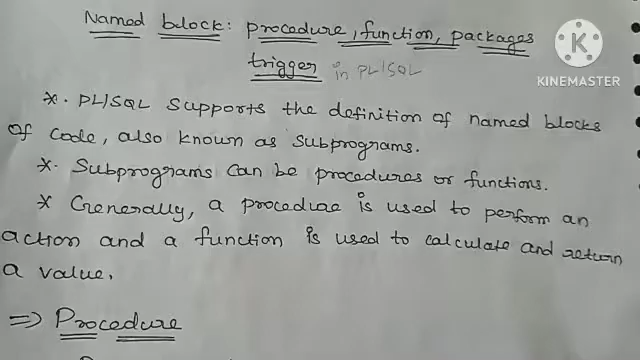 Named block: procedure, function, packages
trigger in PL/SQL
KINEMASTER
*. PL/SQL supports the definition of named blocks
of code, also known as subprograms.
*. Subprograms can be procedures or functions.
* Generally, a procedure is used to perform an
action and a function is used to calculate and return
a value.
=> Procedure